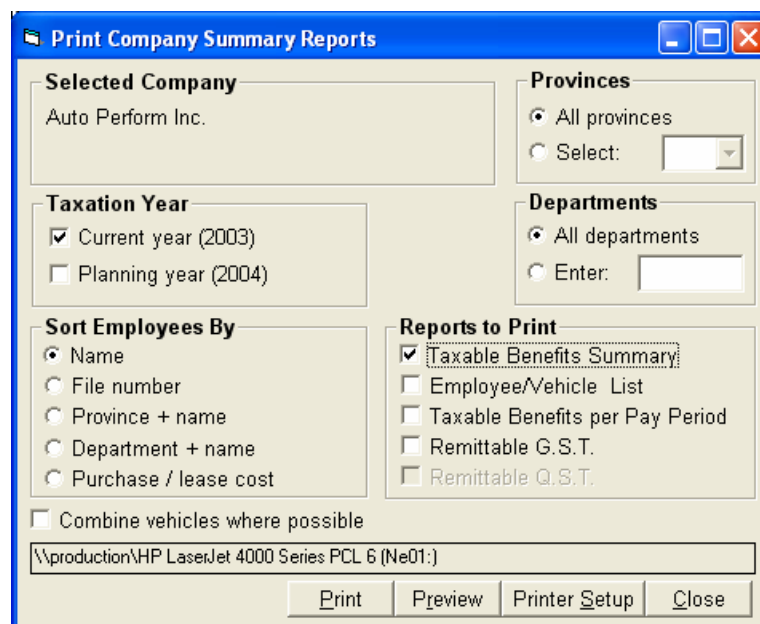 Print Company Summary Reports
Selected Company
Auto Perform Inc.
Provinces
All provinces
Select:
Taxation Year
Current year (2003)
Planning year (2004)
Departments
All departments
Enter:
Sort Employees By
Name
File number
Province + name
Department + name
Purchase / lease cost
Reports to Print
Taxable Benefits Summary
Employee/Vehicle List
Taxable Benefits per Pay Period
Remittable G.S.T.
Remittable Q.S.T.
Combine vehicles where possible
\\production\HP LaserJet 4000 Series PCL 6 (Ne01:)
Print Preview Printer Setup Close